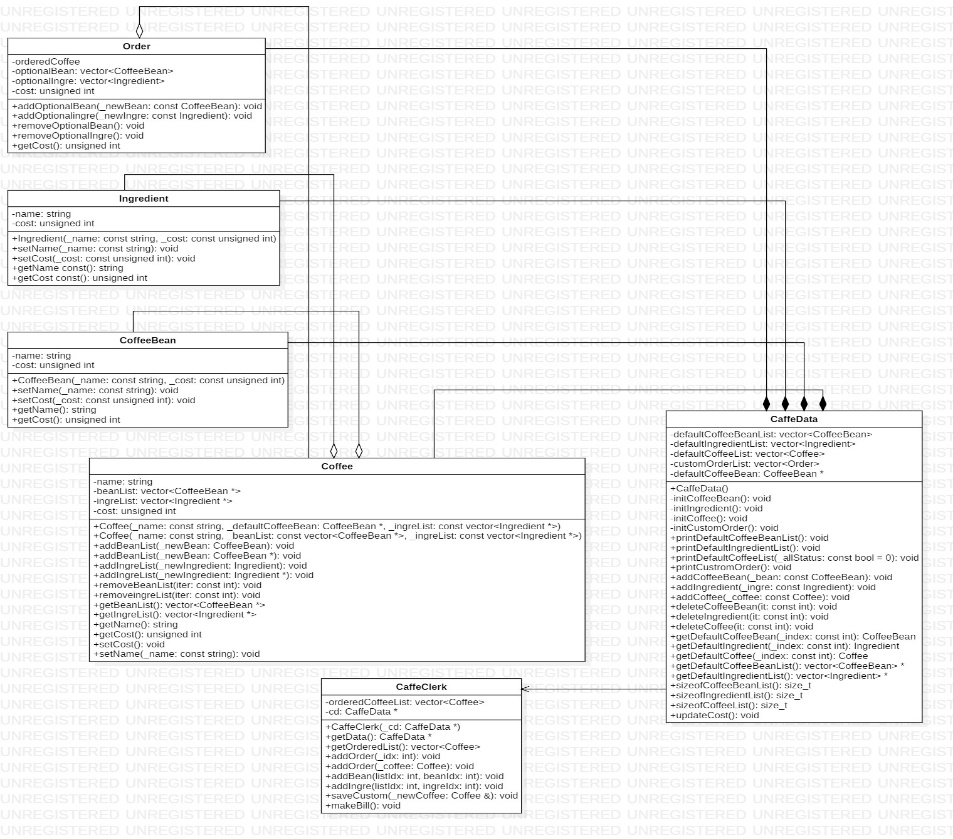 Order
-orderedCoffee
-optionalBean: vector<CoffeeBean>
-optionalIngre: vector<Ingredient>
-cost: unsigned int
+addOptionalBean(_newBean: const CoffeeBean): void
+addOptionalingre(_newIngre: const Ingredient): void
+removeOptionalBean(): void
+removeOptionalIngre(): void
+getCost(): unsigned int
Ingredient
-name: string
-cost: unsigned int
+Ingredient(_name: const string, _cost: const unsigned int)
+setName(_name: const string): void
+setCost(_cost: const unsigned int): void
+getName const(): string
+getCost const(): unsigned int
CoffeeBean
-name: string
-cost: unsigned int
+CoffeeBean(_name: const string, _cost: const unsigned int)
+setName(_name: const string): void
+setCost(_cost: const unsigned int): void
+getName(): string
+getCost(): unsigned int
Coffee
-name: string
-beanList: vector<CoffeeBean *>
-ingreList: vector<Ingredient *>
-cost: unsigned int
+Coffee(_name: const string, _defaultCoffeeBean: CoffeeBean *, _ingreList: const vector<Ingredient *>)
+Coffee(_name: const string, _beanList: const vector<CoffeeBean *>, _ingreList: const vector<Ingredient *>)
+addBeanList(_newBean: CoffeeBean): void
+addBeanList(_newBean: CoffeeBean *): void
+addIngreList(_newIngredient: Ingredient): void
+addIngreList(_newIngredient: Ingredient *): void
+removeBeanList(iter: const int): void
+removeingreList(iter: const int): void
+getBeanList(): vector<CoffeeBean *>
+getIngreList(): vector<Ingredient *>
+getName(): string
+getCost(): unsigned int
+setCost(): void
+setName(_name: const string): void
CaffeData
-defaultCoffeeBeanList: vector<CoffeeBean>
-defaultIngredientList: vector<Ingredient>
-defaultCoffeeList: vector<Coffee>
-customOrderList: vector<Order>
-defaultCoffeeBean: CoffeeBean *
+CaffeData()
-initCoffeeBean(): void
-initIngredient(): void
-initCoffee(): void
-initCustomOrder(): void
+printDefaultCoffeeBeanList(): void
+printDefaultIngredientList(): void
+printDefaultCoffeeList(_allStatus: const bool = 0): void
+printCustromOrder(): void
+addCoffeeBean(_bean: const CoffeeBean): void
+addIngredient(_ingre: const Ingredient): void
+addCoffee(_coffee: const Coffee): void
+deleteCoffeeBean(it: const int): void
+deleteIngredient(it: const int): void
+deleteCoffee(it: const int): void
+getDefaultCoffeeBean(_index: const int): CoffeeBean
+getDefaultIngredient(_index: const int): Ingredient
+getDefaultCoffee(_index: const int): Coffee
+getDefaultCoffeeBeanList(): vector<CoffeeBean> *
+getDefaultIngredientList(): vector<Ingredient> *
+sizeofCoffeeBeanList(): size_t
+sizeofIngredientList(): size_t
+sizeofCoffeeList(): size_t
+updateCost(): void
CaffeClerk
-orderedCoffeeList: vector<Coffee>
-cd: CaffeData *
+CaffeClerk(_cd: CaffeData *)
+getData(): CaffeData *
+getOrderedList(): vector<Coffee>
+addOrder(_idx: int): void
+addOrder(_coffee: Coffee): void
+addBean(listIdx: int, beanIdx: int): void
+addIngre(listIdx: int, ingreIdx: int): void
+saveCustom(_newCoffee: Coffee &): void
+makeBill(): void